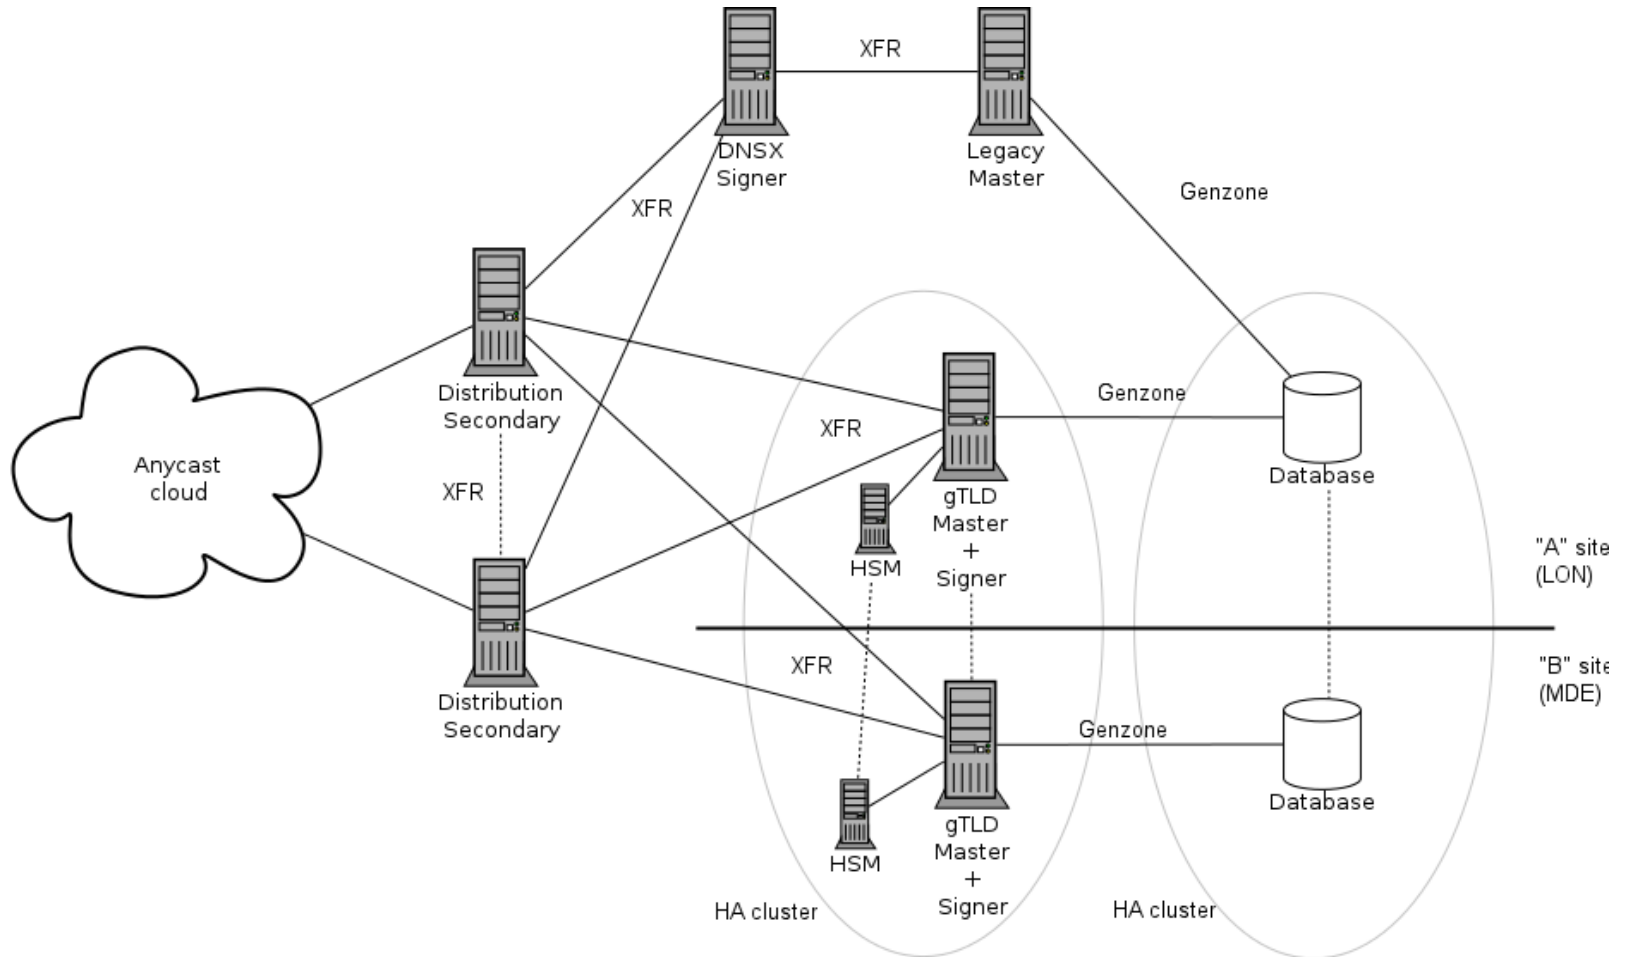 XFR
DNSX
Signer
Legacy
Master
Genzone
XFR
Distribution
Secondary
XFR
Genzone
XFR
Anycast
cloud
Database
gTLD
Master
+
Signer
HSM
"A" site
(LON)
XFR
"B" site
(MDE)
Distribution
Secondary
Genzone
Database
gTLD
Master
+
Signer
HSM
HA cluster
HA cluster